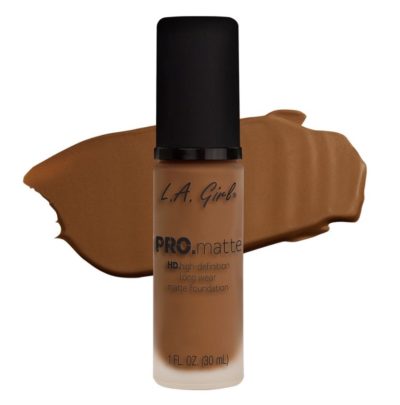 L.A. Girl®
PRO.matte
HD high-definition
long wear
matte foundation
1 FL. OZ. (30 mL)